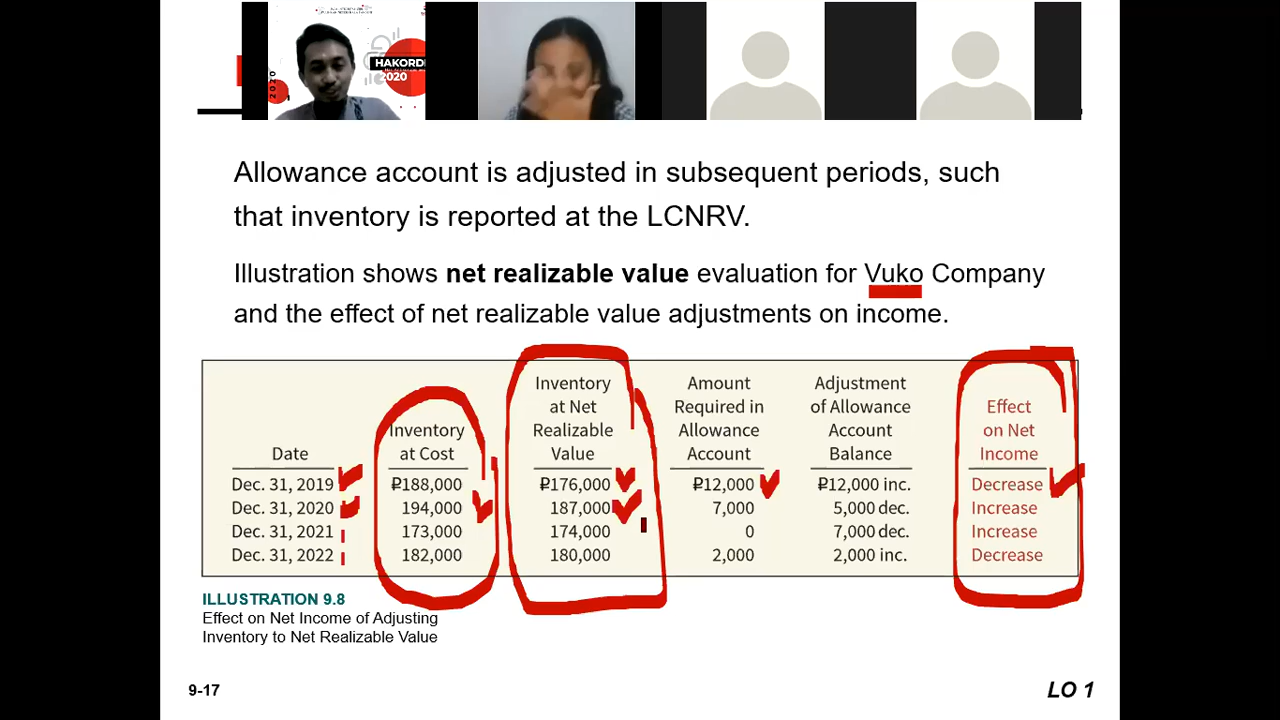 2020
HAKORDI
2020
Allowance account is adjusted in subsequent periods, such
that inventory is reported at the LCNRV.
Illustration shows net realizable value evaluation for Vuko Company
and the effect of net realizable value adjustments on income.
Date Inventory at Cost Inventory at Net Realizable Value Amount Required in Allowance Account Adjustment of Allowance Account Balance Effect on Net Income
Dec. 31, 2019 ₽188,000 ₽176,000 ₽12,000 ₽12,000 inc. Decrease
Dec. 31, 2020 194,000 187,000 7,000 5,000 dec. Increase
Dec. 31, 2021 173,000 174,000 0 7,000 dec. Increase
Dec. 31, 2022 182,000 180,000 2,000 2,000 inc. Decrease
ILLUSTRATION 9.8
Effect on Net Income of Adjusting
Inventory to Net Realizable Value
9-17 LO 1